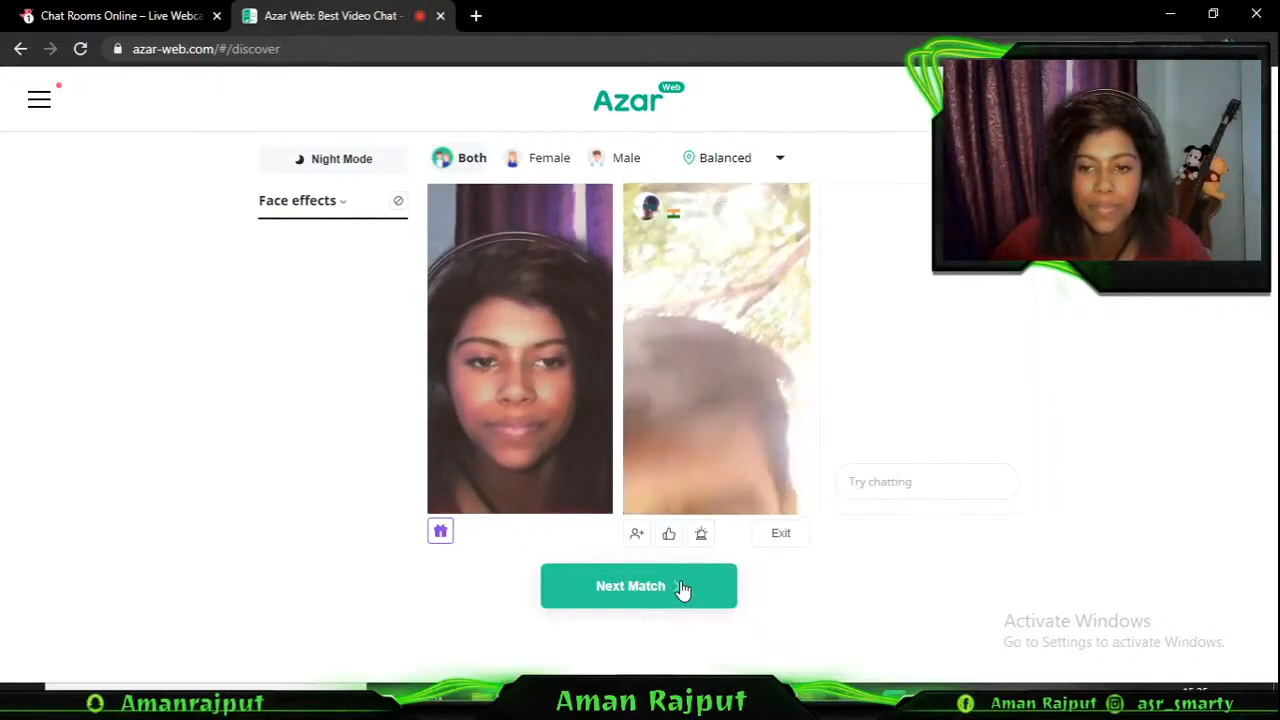 Chat Rooms Online – Live Webca
Azar Web: Best Video Chat -
azar-web.com/#/discover
Azar Web
Night Mode
Both
Female
Male
Balanced
Face effects
Try chatting
Exit
Next Match
Activate Windows
Go to Settings to activate Windows.
Amanrajput
Aman Rajput
Aman Rajput
asr_smarty